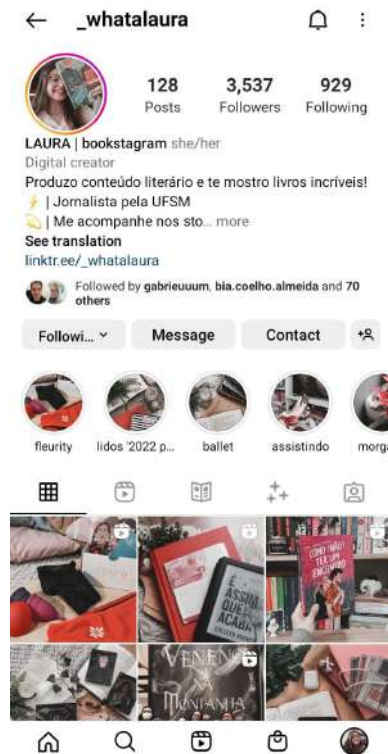 _whatalaura
128 3,537 929
Posts Followers Following
LAURA | bookstagram she/her
Digital creator
Produzo conteúdo literário e te mostro livros incríveis!
| Jornalista pela UFSM
| Me acompanhe nos sto... more
See translation
linktr.ee/_whatalaura
Followed by gabrieuuum, bia.coelho.almeida and 70
others
Followi... Message Contact
fleurity lidos '2022 p... ballet assistindo morga
COMO (NÃO)
TER UM
ENCONTRO
É
ASSIM
QUE
ACABA
COLLEEN
VENENO
NA
MONTANHA